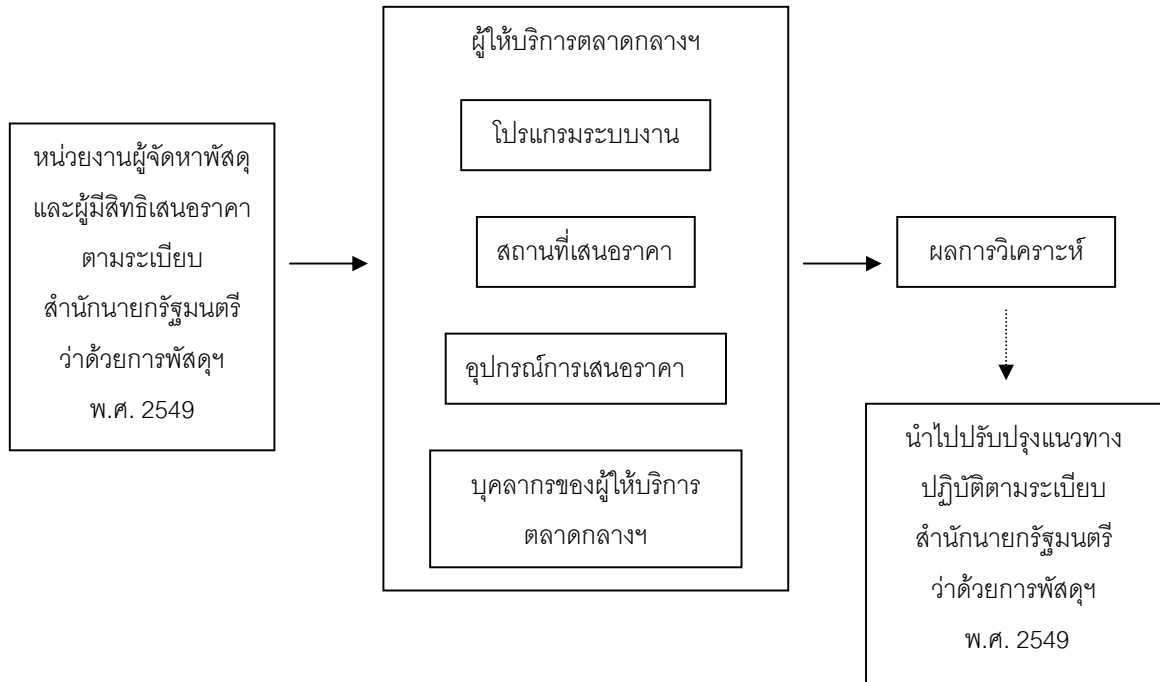 หน่วยงานผู้จัดหาพัสดุ
และผู้มีสิทธิเสนอราคา
ตามระเบียบ
สำนักนายกรัฐมนตรี
ว่าด้วยการพัสดุฯ
พ.ศ. 2549
ผู้ให้บริการตลาดกลางฯ
โปรแกรมระบบงาน
สถานที่เสนอราคา
อุปกรณ์การเสนอราคา
บุคลากรของผู้ให้บริการ
ตลาดกลางฯ
ผลการวิเคราะห์
นำไปปรับปรุงแนวทาง
ปฏิบัติตามระเบียบ
สำนักนายกรัฐมนตรี
ว่าด้วยการพัสดุฯ
พ.ศ. 2549